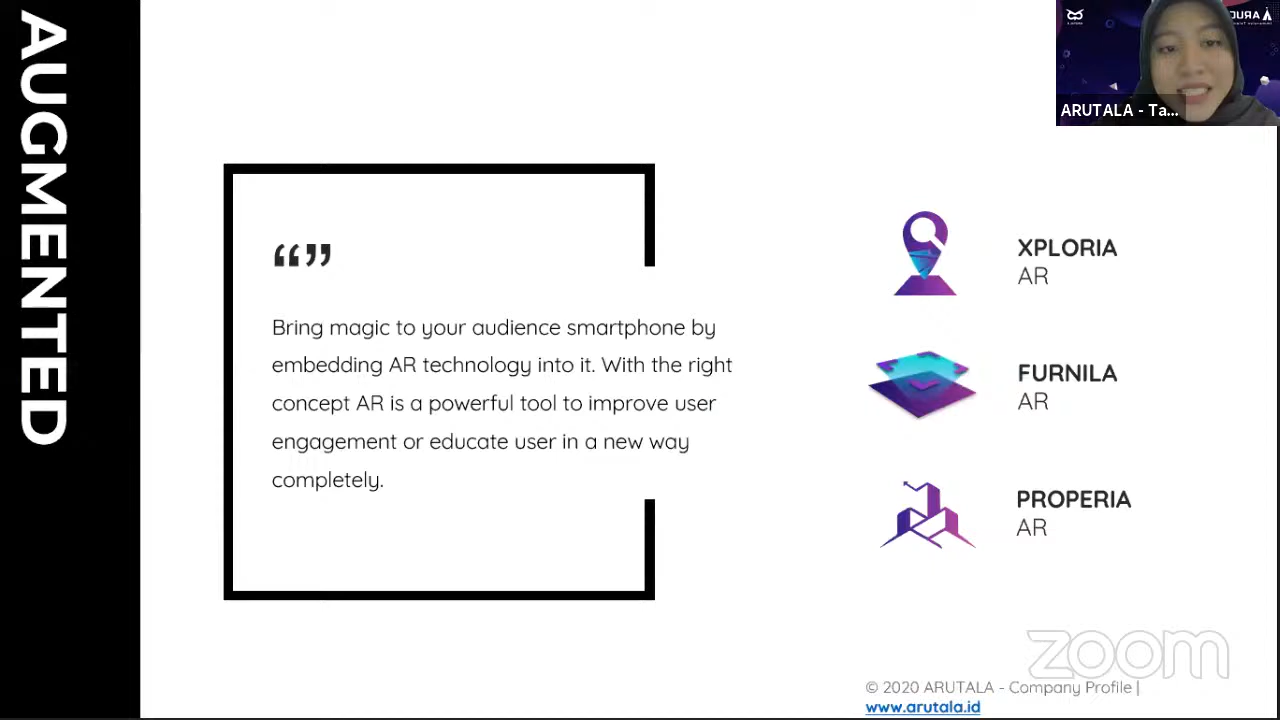 AUGMENTED
ARUTALA - Ta...
“”
Bring magic to your audience smartphone by
embedding AR technology into it. With the right
concept AR is a powerful tool to improve user
engagement or educate user in a new way
completely.
XPLORIA
AR
FURNILA
AR
PROPERIA
AR
zoom
© 2020 ARUTALA - Company Profile |
www.arutala.id